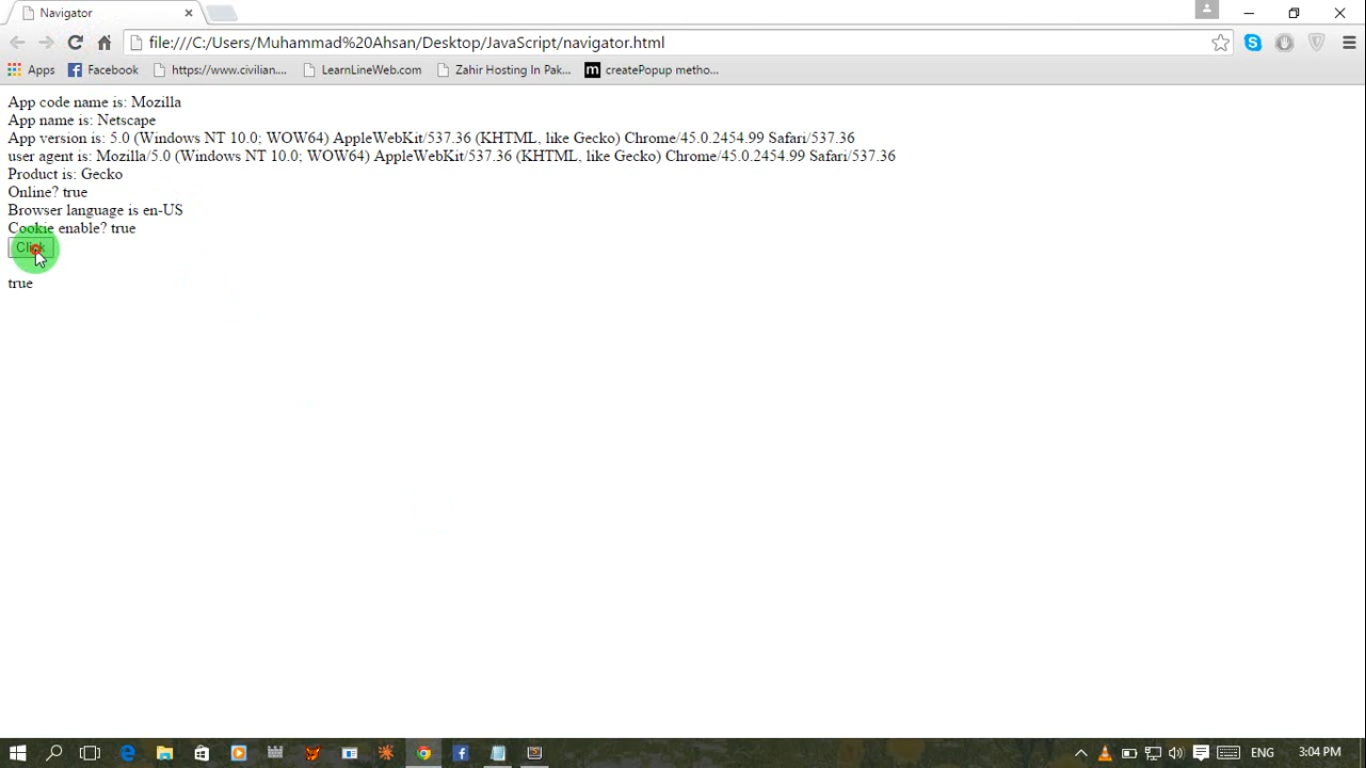 Navigator
file:///C:/Users/Muhammad%20Ahsan/Desktop/JavaScript/navigator.html
Apps Facebook https://www.civilian.... LearnLineWeb.com Zahir Hosting In Pak... m createPopup metho...
App code name is: Mozilla
App name is: Netscape
App version is: 5.0 (Windows NT 10.0; WOW64) AppleWebKit/537.36 (KHTML, like Gecko) Chrome/45.0.2454.99 Safari/537.36
user agent is: Mozilla/5.0 (Windows NT 10.0; WOW64) AppleWebKit/537.36 (KHTML, like Gecko) Chrome/45.0.2454.99 Safari/537.36
Product is: Gecko
Online? true
Browser language is en-US
Cookie enable? true
Click
true
ENG 3:04 PM